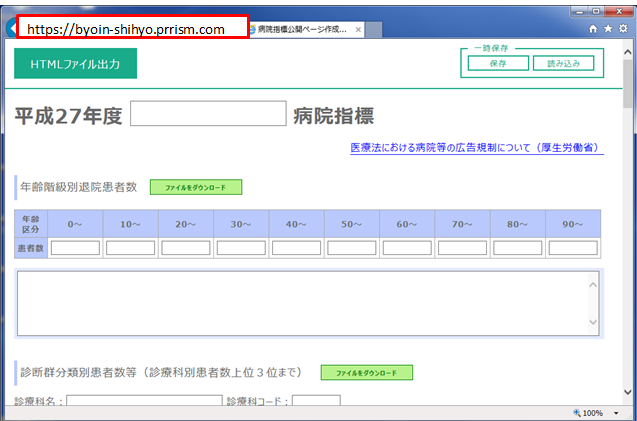 https://byoin-shihyo.prrism.com
病院指標公開ページ作成...
HTMLファイル出力
一時保存
保存 読み込み
平成27年度 病院指標
医療法における病院等の広告規制について（厚生労働省）
年齢階級別退院患者数 ファイルをダウンロード
年齢区分 0～ 10～ 20～ 30～ 40～ 50～ 60～ 70～ 80～ 90～
患者数
診断群分類別患者数等（診療科別患者数上位３位まで） ファイルをダウンロード
診療科名： 診療科コード：
100%